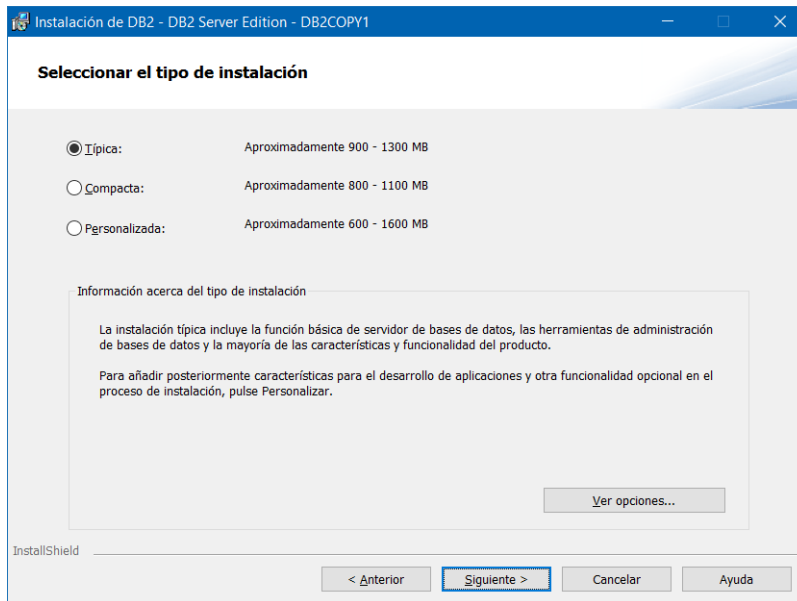 Instalación de DB2 - DB2 Server Edition - DB2COPY1
Seleccionar el tipo de instalación
Típica: Aproximadamente 900 - 1300 MB
Compacta: Aproximadamente 800 - 1100 MB
Personalizada: Aproximadamente 600 - 1600 MB
Información acerca del tipo de instalación
La instalación típica incluye la función básica de servidor de bases de datos, las herramientas de administración
de bases de datos y la mayoría de las características y funcionalidad del producto.
Para añadir posteriormente características para el desarrollo de aplicaciones y otra funcionalidad opcional en el
proceso de instalación, pulse Personalizar.
Ver opciones...
InstallShield
< Anterior Siguiente > Cancelar Ayuda